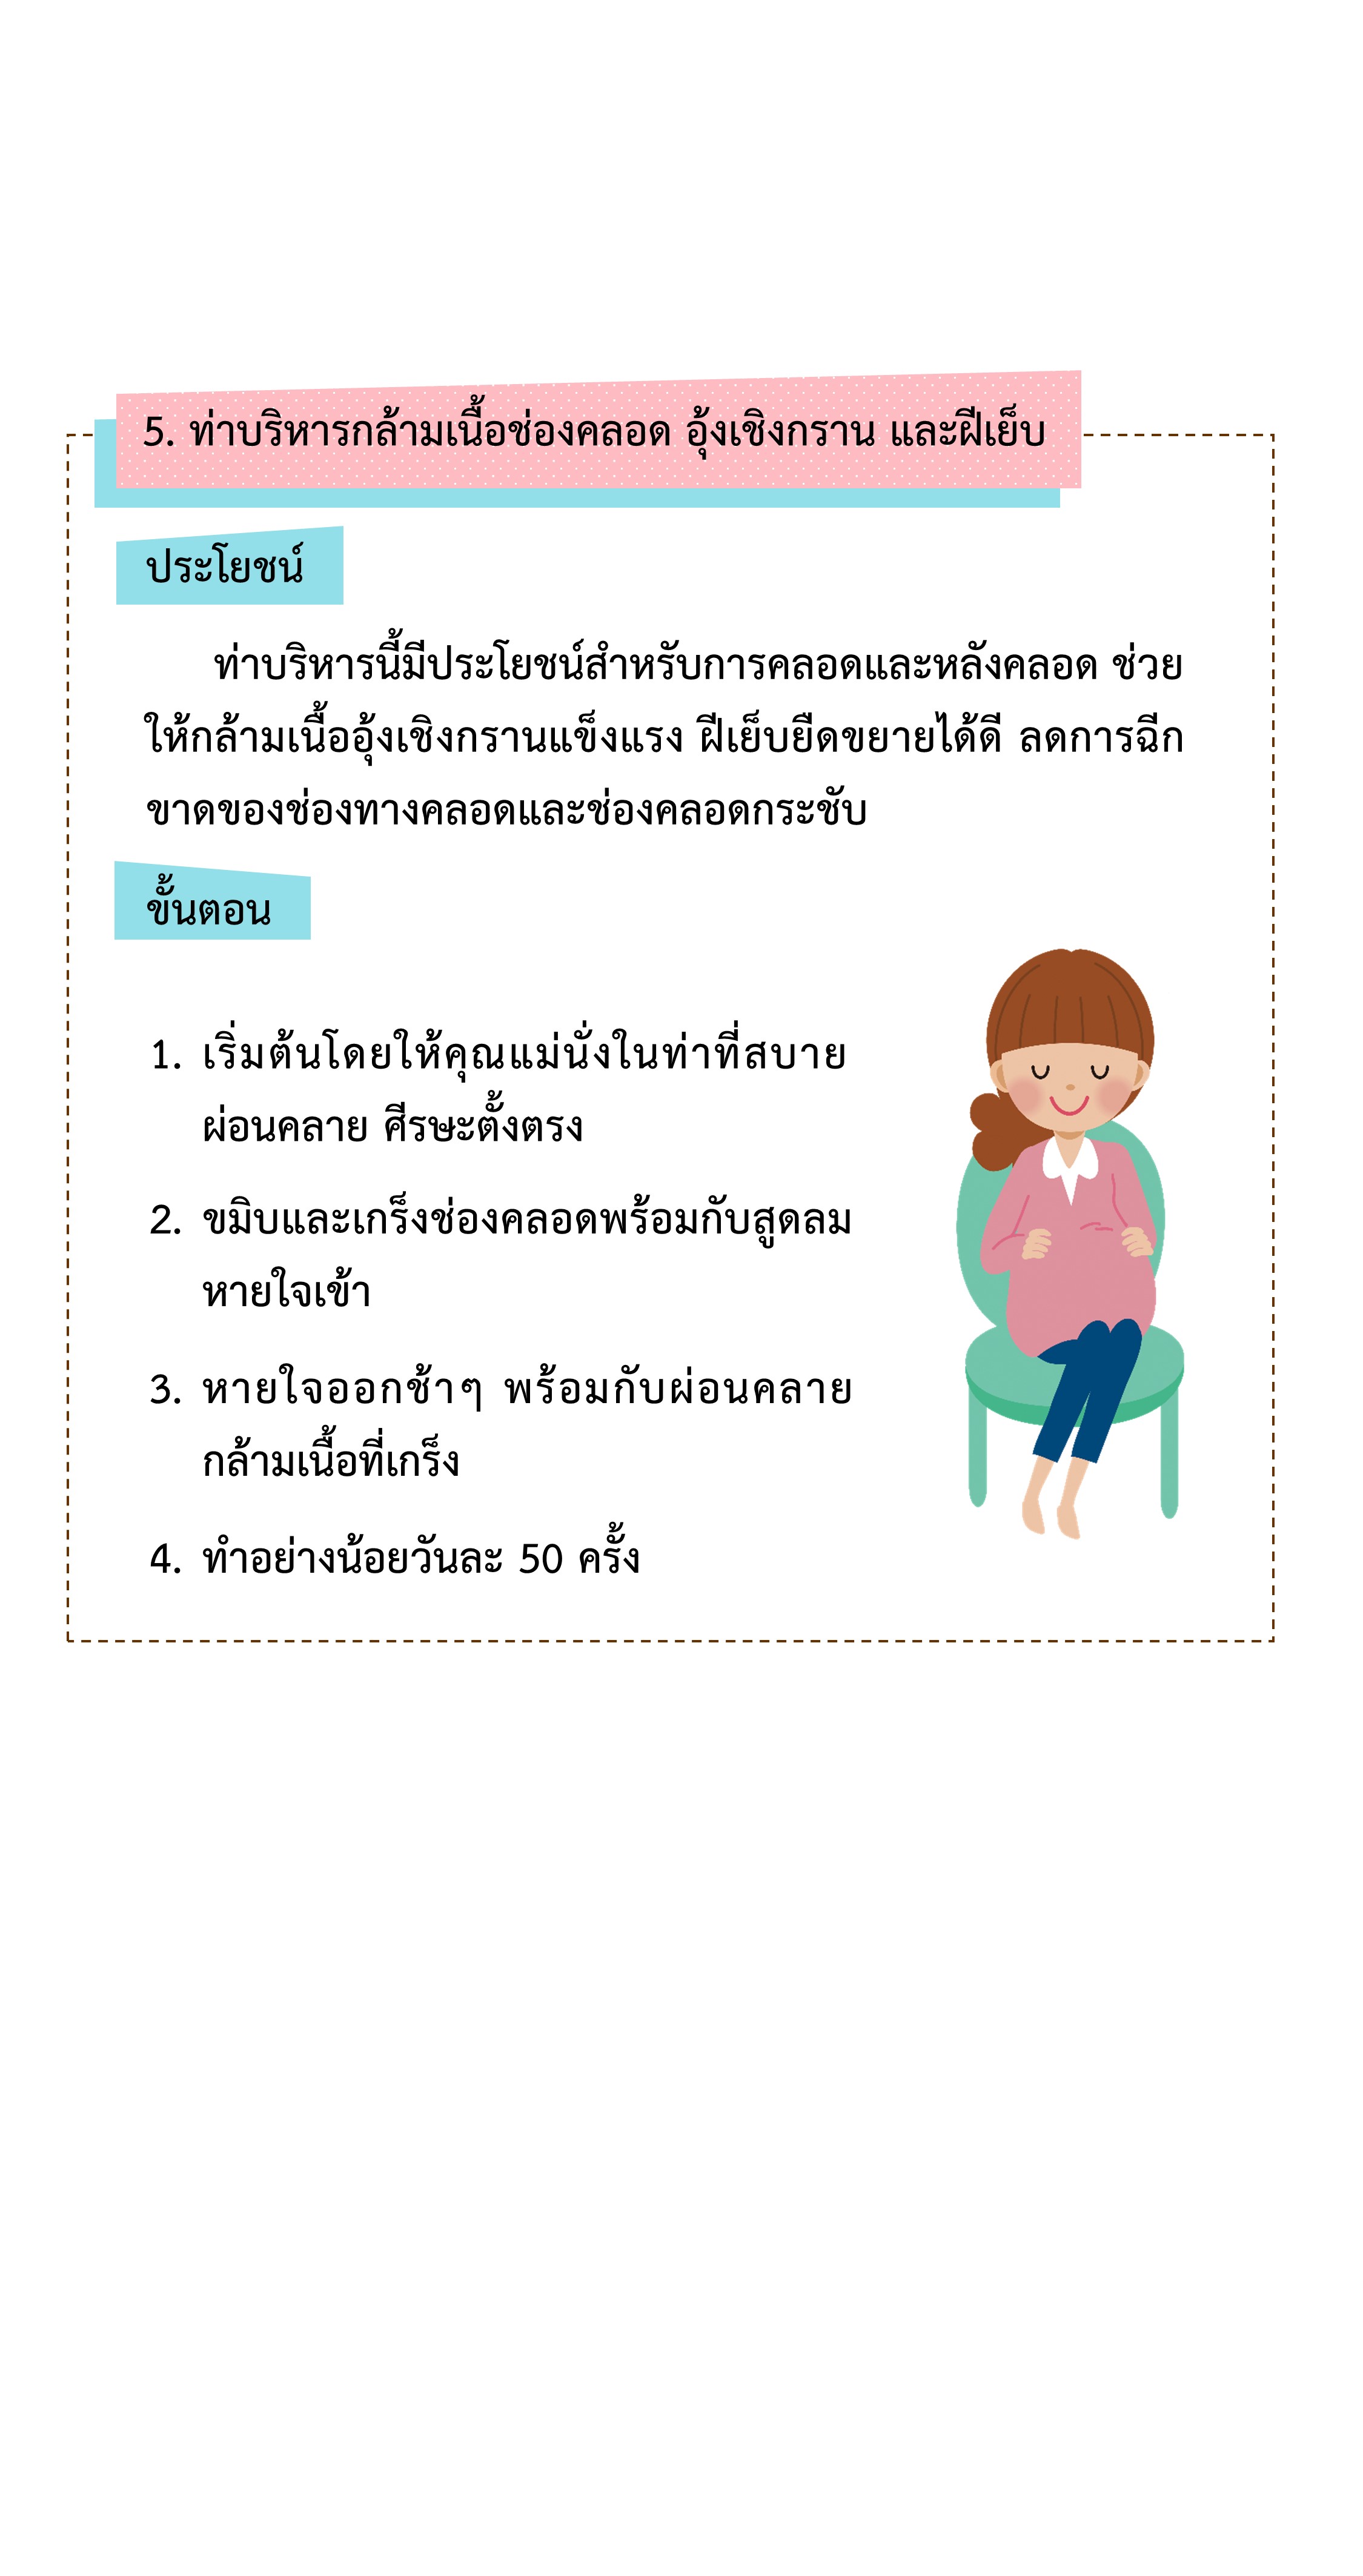 5. ท่าบริหารกล้ามเนื้อช่องคลอด อุ้งเชิงกราน และฝีเย็บ
ประโยชน์
ท่าบริหารนี้มีประโยชน์สำหรับการคลอดและหลังคลอด ช่วย
ให้กล้ามเนื้ออุ้งเชิงกรานแข็งแรง ฝีเย็บยืดขยายได้ดี ลดการฉีก
ขาดของช่องทางคลอดและช่องคลอดกระชับ
ขั้นตอน
1. เริ่มต้นโดยให้คุณแม่นั่งในท่าที่สบาย
ผ่อนคลาย ศีรษะตั้งตรง
2. ขมิบและเกร็งช่องคลอดพร้อมกับสูดลม
หายใจเข้า
3. หายใจออกช้าๆ พร้อมกับผ่อนคลาย
กล้ามเนื้อที่เกร็ง
4. ทำอย่างน้อยวันละ 50 ครั้ง